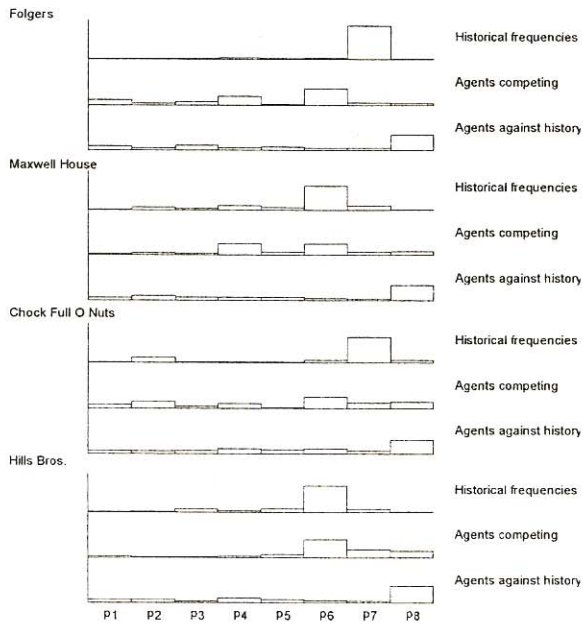 Folgers
Historical frequencies
Agents competing
Agents against history
Maxwell House
Historical frequencies
Agents competing
Agents against history
Chock Full O Nuts
Historical frequencies
Agents competing
Agents against history
Hills Bros.
Historical frequencies
Agents competing
Agents against history
P1 P2 P3 P4 P5 P6 P7 P8